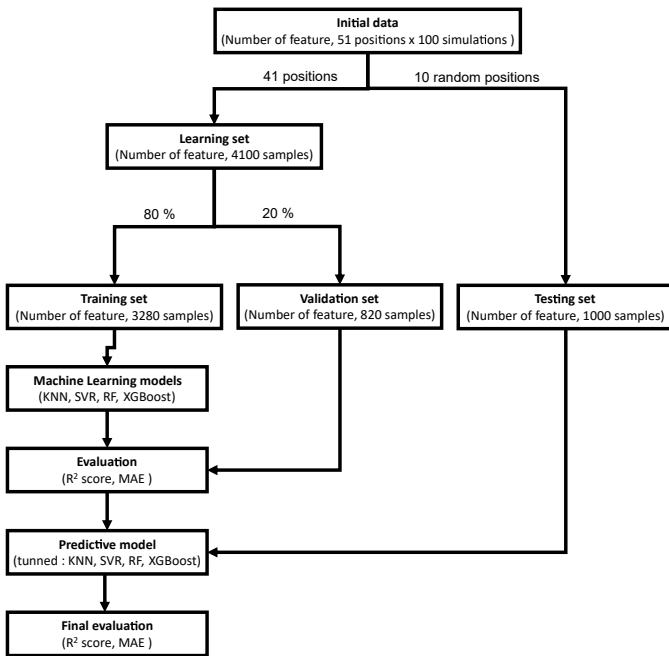 Initial data
(Number of feature, 51 positions x 100 simulations )
41 positions
10 random positions
Learning set
(Number of feature, 4100 samples)
80 %
20 %
Training set
(Number of feature, 3280 samples)
Validation set
(Number of feature, 820 samples)
Testing set
(Number of feature, 1000 samples)
Machine Learning models
(KNN, SVR, RF, XGBoost)
Evaluation
(R² score, MAE )
Predictive model
(tunned : KNN, SVR, RF, XGBoost)
Final evaluation
(R² score, MAE )